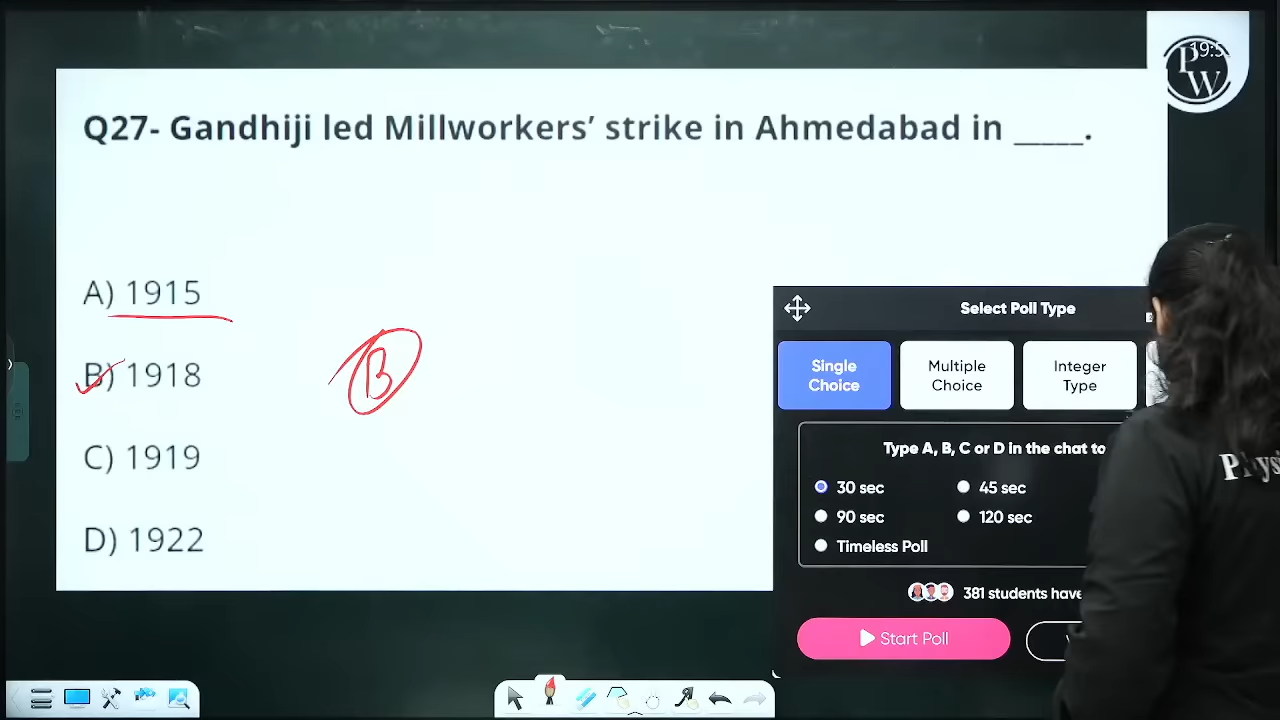 19:5
P
W
Q27- Gandhiji led Millworkers’ strike in Ahmedabad in _____.
A) 1915
B) 1918
C) 1919
D) 1922
B
Select Poll Type
Single Choice
Multiple Choice
Integer Type
Type A, B, C or D in the chat to
30 sec
45 sec
90 sec
120 sec
Timeless Poll
381 students have
Start Poll